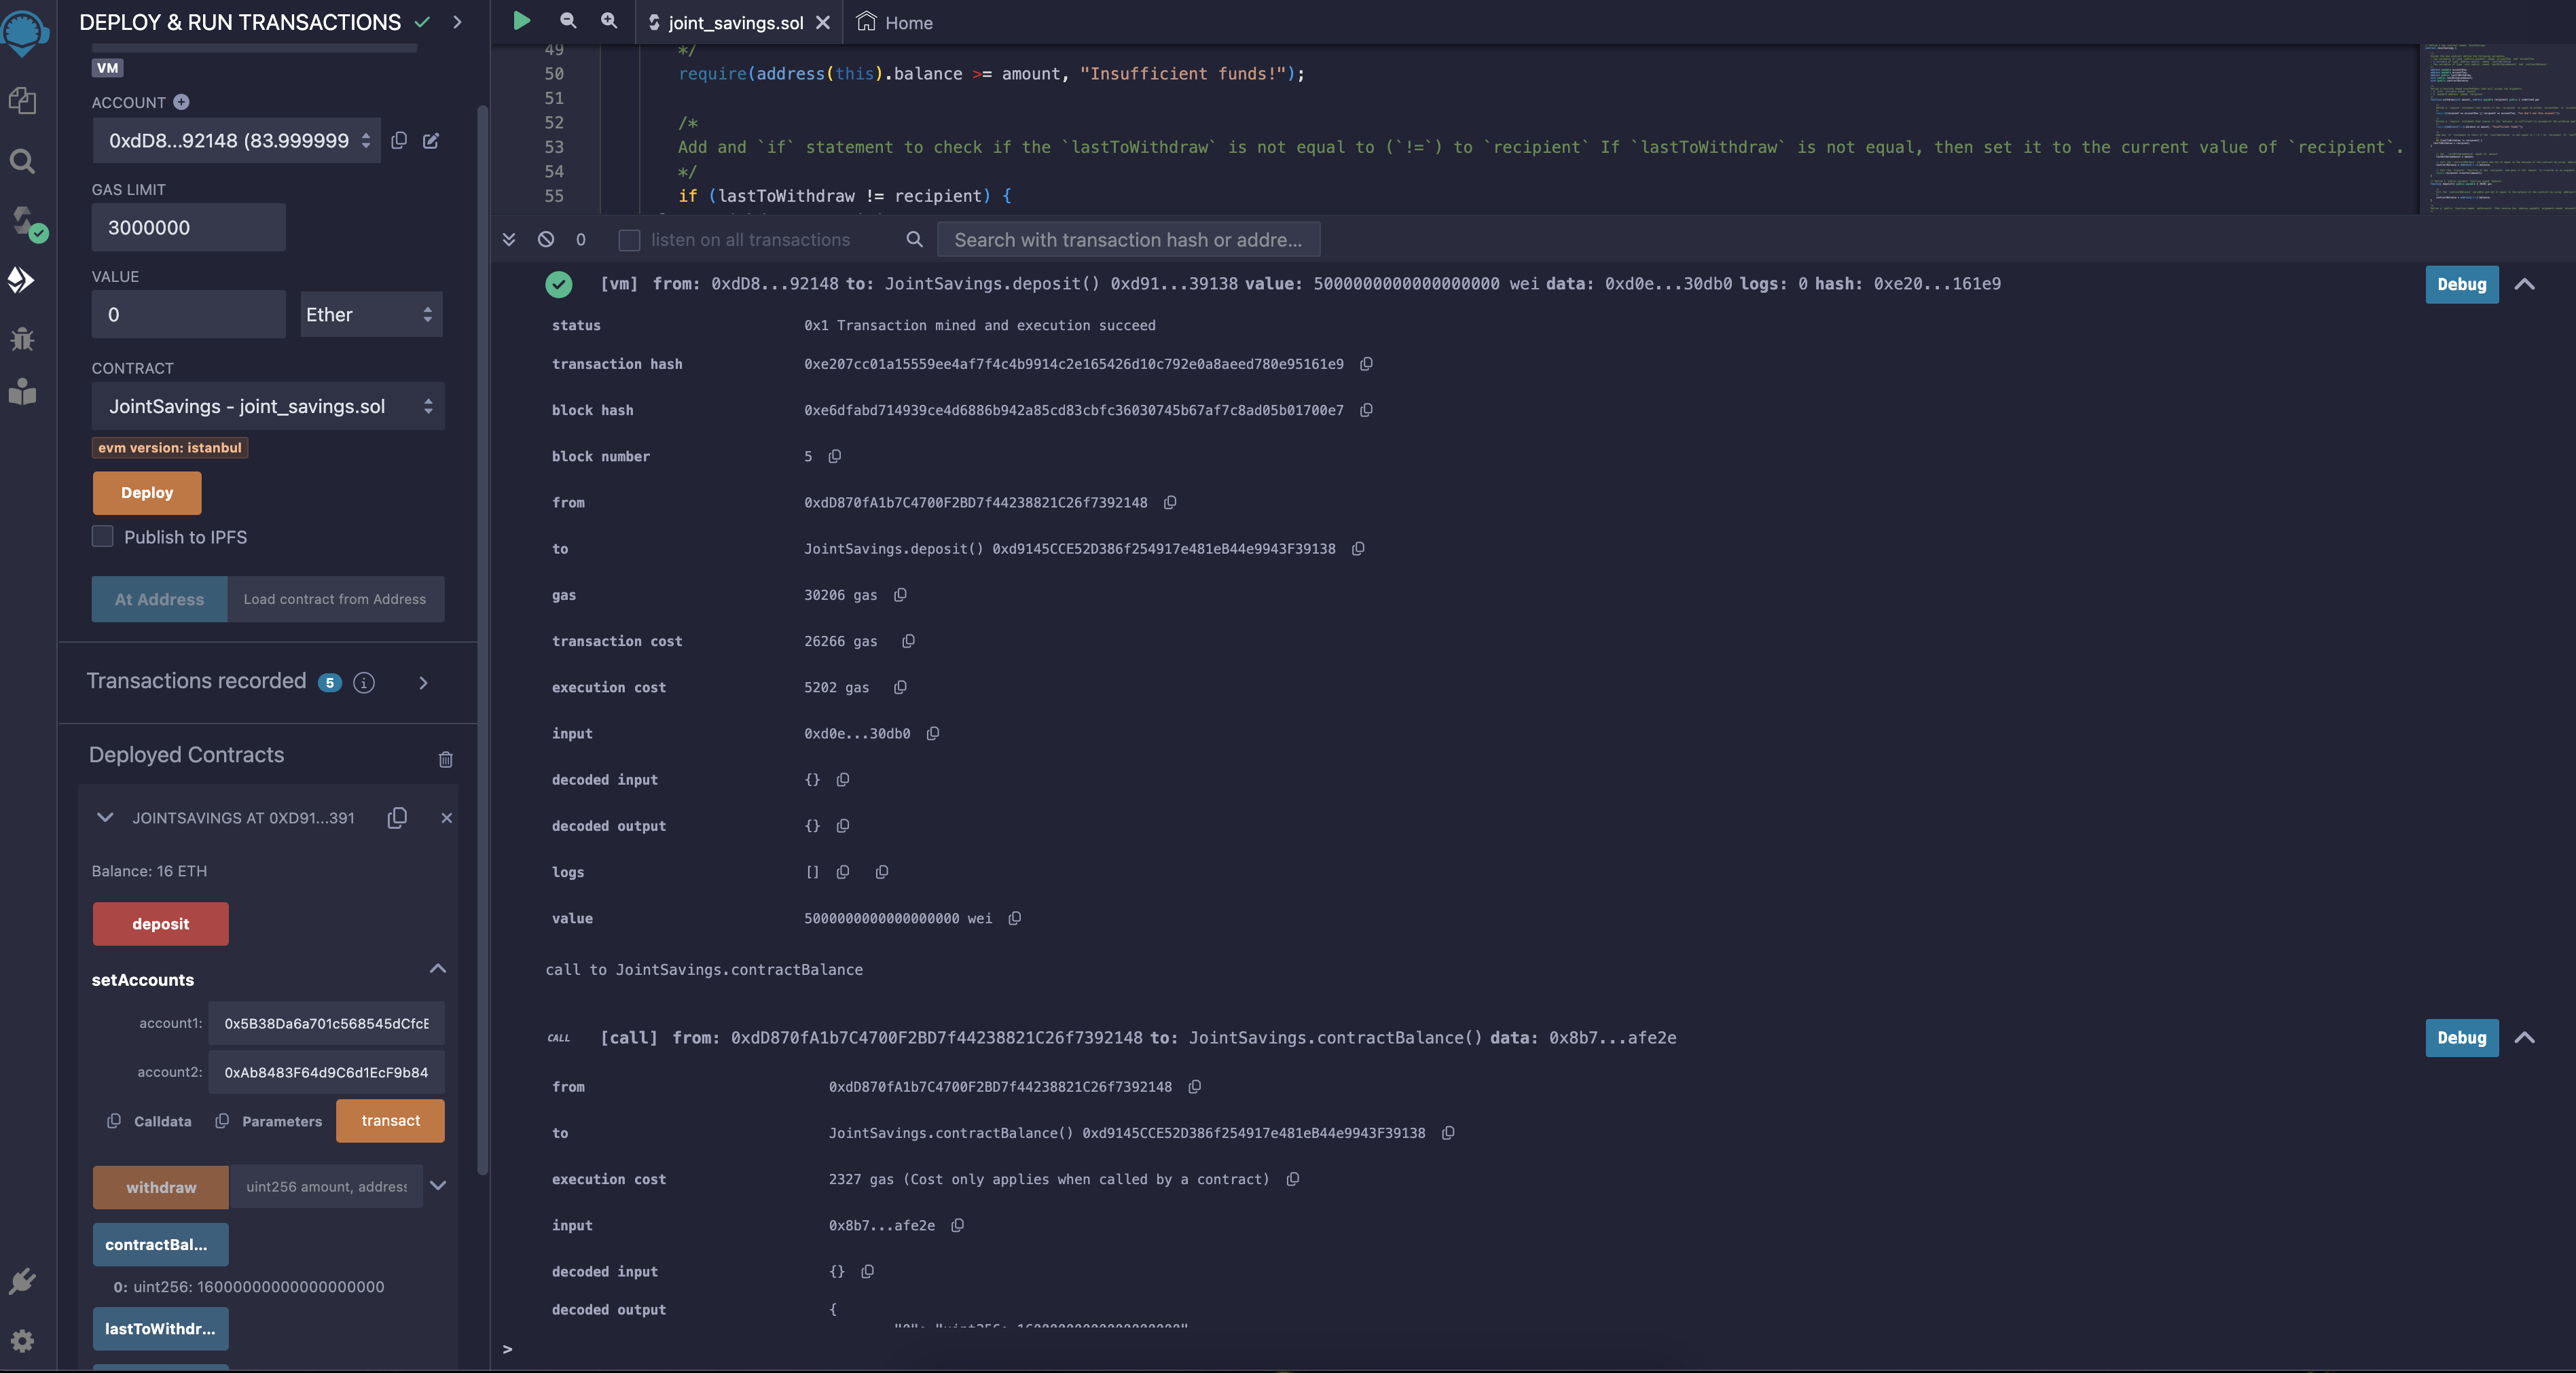 DEPLOY & RUN TRANSACTIONS
VM
ACCOUNT
0xdD8...92148 (83.999999
GAS LIMIT
3000000
VALUE
0
Ether
CONTRACT
JointSavings - joint_savings.sol
evm version: istanbul
Deploy
Publish to IPFS
At Address
Load contract from Address
Transactions recorded 5
Deployed Contracts
JOINTSAVINGS AT 0XD91...391
Balance: 16 ETH
deposit
setAccounts
account1: 0x5B38Da6a701c568545dCfcE
account2: 0xAb8483F64d9C6d1EcF9b84
Calldata
Parameters
transact
withdraw
uint256 amount, address
contractBal...
0: uint256: 16000000000000000000
lastToWithdr...
joint_savings.sol
Home
49 */
50 require(address(this).balance >= amount, "Insufficient funds!");
51
52 /*
53 Add and `if` statement to check if the `lastToWithdraw` is not equal to (`!=`) to `recipient` If `lastToWithdraw` is not equal, then set it to the current value of `recipient`.
54 */
55 if (lastToWithdraw != recipient) {
0
listen on all transactions
Search with transaction hash or addre...
[vm] from: 0xdD8...92148 to: JointSavings.deposit() 0xd91...39138 value: 5000000000000000000 wei data: 0xd0e...30db0 logs: 0 hash: 0xe20...161e9
Debug
status 0x1 Transaction mined and execution succeed
transaction hash 0xe207cc01a15559ee4af7f4c4b9914c2e165426d10c792e0a8aeed780e95161e9
block hash 0xe6dfabd714939ce4d6886b942a85cd83cbfc36030745b67af7c8ad05b01700e7
block number 5
from 0xdD870fA1b7C4700F2BD7f44238821C26f7392148
to JointSavings.deposit() 0xd9145CCE52D386f254917e481eB44e9943F39138
gas 30206 gas
transaction cost 26266 gas
execution cost 5202 gas
input 0xd0e...30db0
decoded input {}
decoded output {}
logs []
value 5000000000000000000 wei
call to JointSavings.contractBalance
CALL [call] from: 0xdD870fA1b7C4700F2BD7f44238821C26f7392148 to: JointSavings.contractBalance() data: 0x8b7...afe2e
Debug
from 0xdD870fA1b7C4700F2BD7f44238821C26f7392148
to JointSavings.contractBalance() 0xd9145CCE52D386f254917e481eB44e9943F39138
execution cost 2327 gas (Cost only applies when called by a contract)
input 0x8b7...afe2e
decoded input {}
decoded output {
>